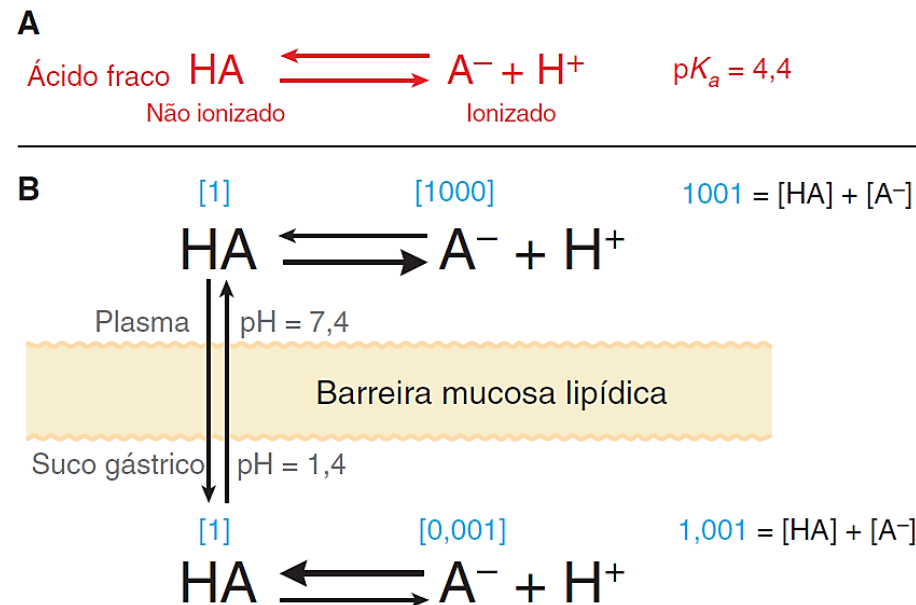 A
Ácido fraco HA A⁻ + H⁺ pKₐ = 4,4
Não ionizado Ionizado
B
[1] [1000] 1001 = [HA] + [A⁻]
HA A⁻ + H⁺
Plasma pH = 7,4
Barreira mucosa lipídica
Suco gástrico pH = 1,4
[1] [0,001] 1,001 = [HA] + [A⁻]
HA A⁻ + H⁺